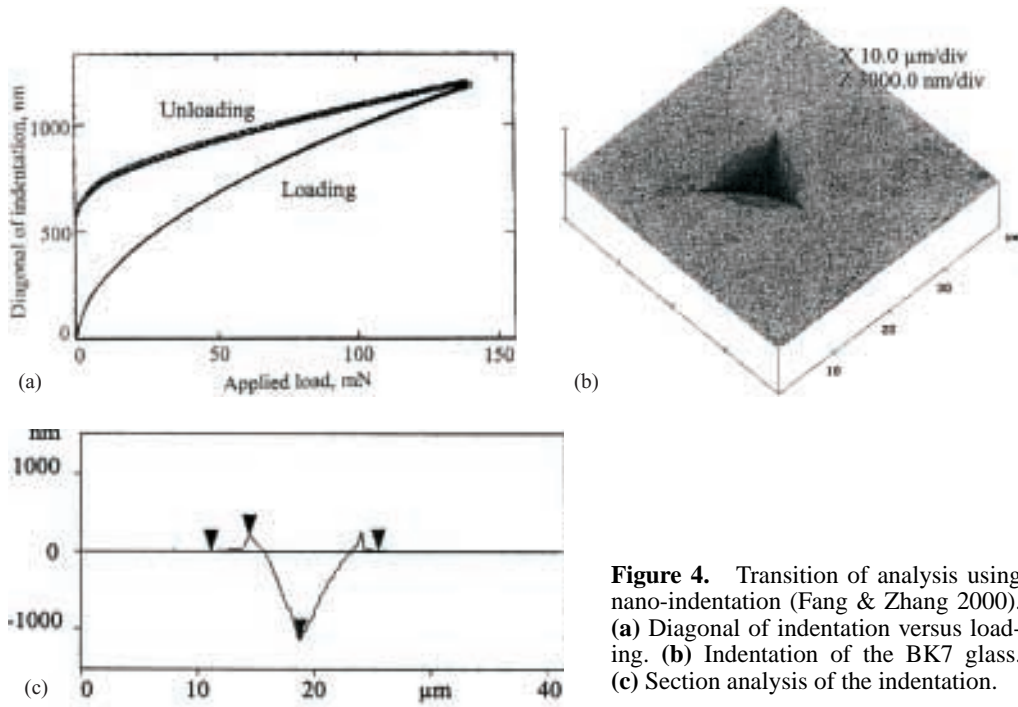 1000
500
0
Diagonal of indentation, nm
Unloading
Loading
0
50
100
150
Applied load, mN
(a)
X 10.0 µm/div
Z 3000.0 nm/div
10
20
30
(b)
nm
1000
0
-1000
0
20
µm
40
(c)
Figure 4. Transition of analysis using
nano-indentation (Fang & Zhang 2000).
(a) Diagonal of indentation versus load-
ing. (b) Indentation of the BK7 glass.
(c) Section analysis of the indentation.